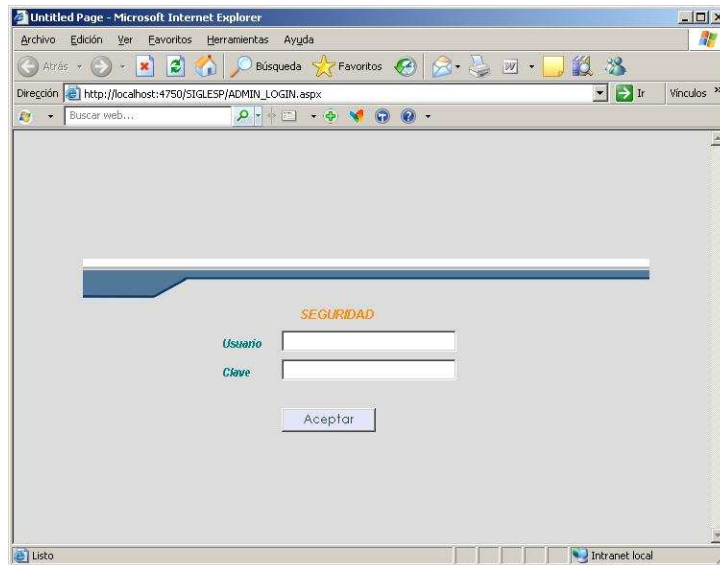 Untitled Page - Microsoft Internet Explorer
Archivo Edición Ver Favoritos Herramientas Ayuda
Atrás Búsqueda Favoritos
Dirección http://localhost:4750/SIGLESP/ADMIN_LOGIN.aspx Ir Vínculos »
Buscar web...
SEGURIDAD
Usuario
Clave
Aceptar
Listo Intranet local